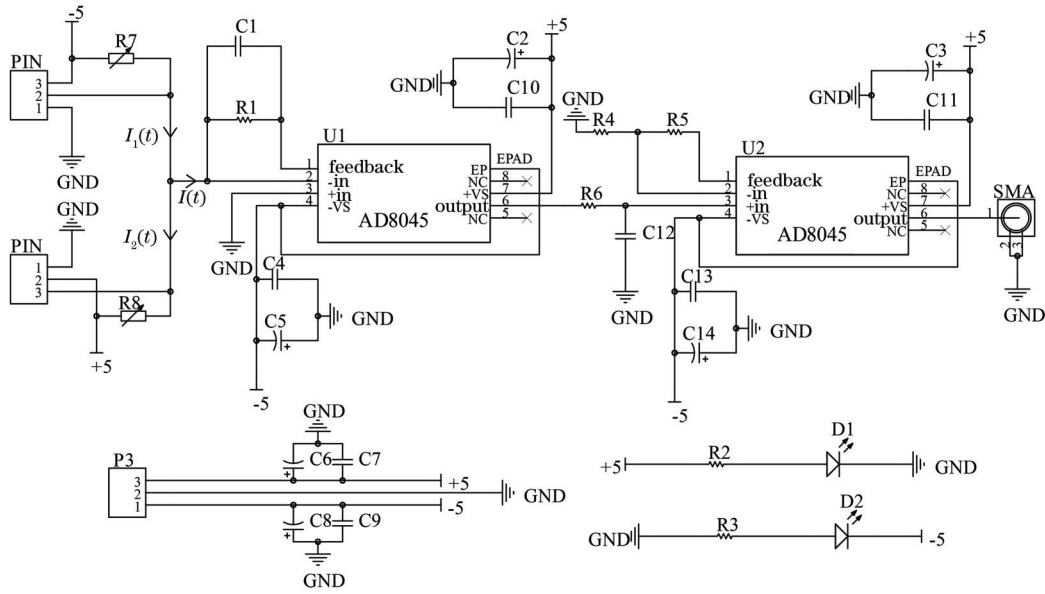 -5
R7
PIN
3
2
1
GND
I₁(t)
I(t)
GND
I₂(t)
PIN
1
2
3
R8
+5
C1
R1
U1
1 feedback
2 -in
3 +in
4 -VS
EP
NC 8
+VS 7
output 6
NC 5
EPAD
AD8045
GND
C4
C5
GND
-5
C2
+5
GND
C10
GND
R4
R5
R6
C12
GND
U2
1 feedback
2 -in
3 +in
4 -VS
EP
NC 8
+VS 7
output 6
NC 5
EPAD
AD8045
C3
+5
GND
C11
SMA
1
2
3
GND
C13
C14
GND
-5
P3
3
2
1
GND
C6
C7
+5
GND
-5
C8
C9
GND
+5
R2
D1
GND
GND
R3
D2
-5